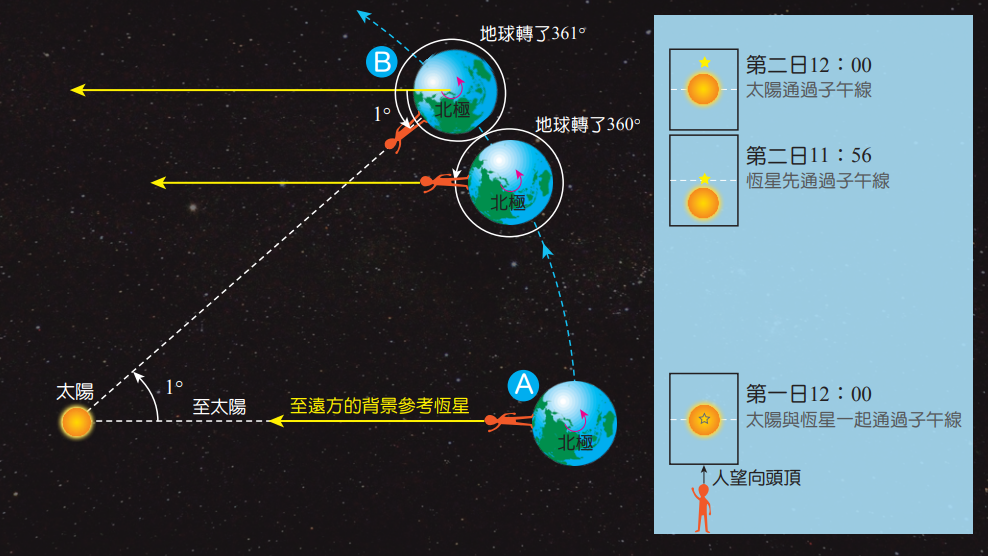 地球轉了361°
B
北極
1°
地球轉了360°
北極
太陽
1°
至太陽
至遠方的背景參考恆星
A
北極
第二日12：00
太陽通過子午線
第二日11：56
恆星先通過子午線
第一日12：00
太陽與恆星一起通過子午線
人望向頭頂